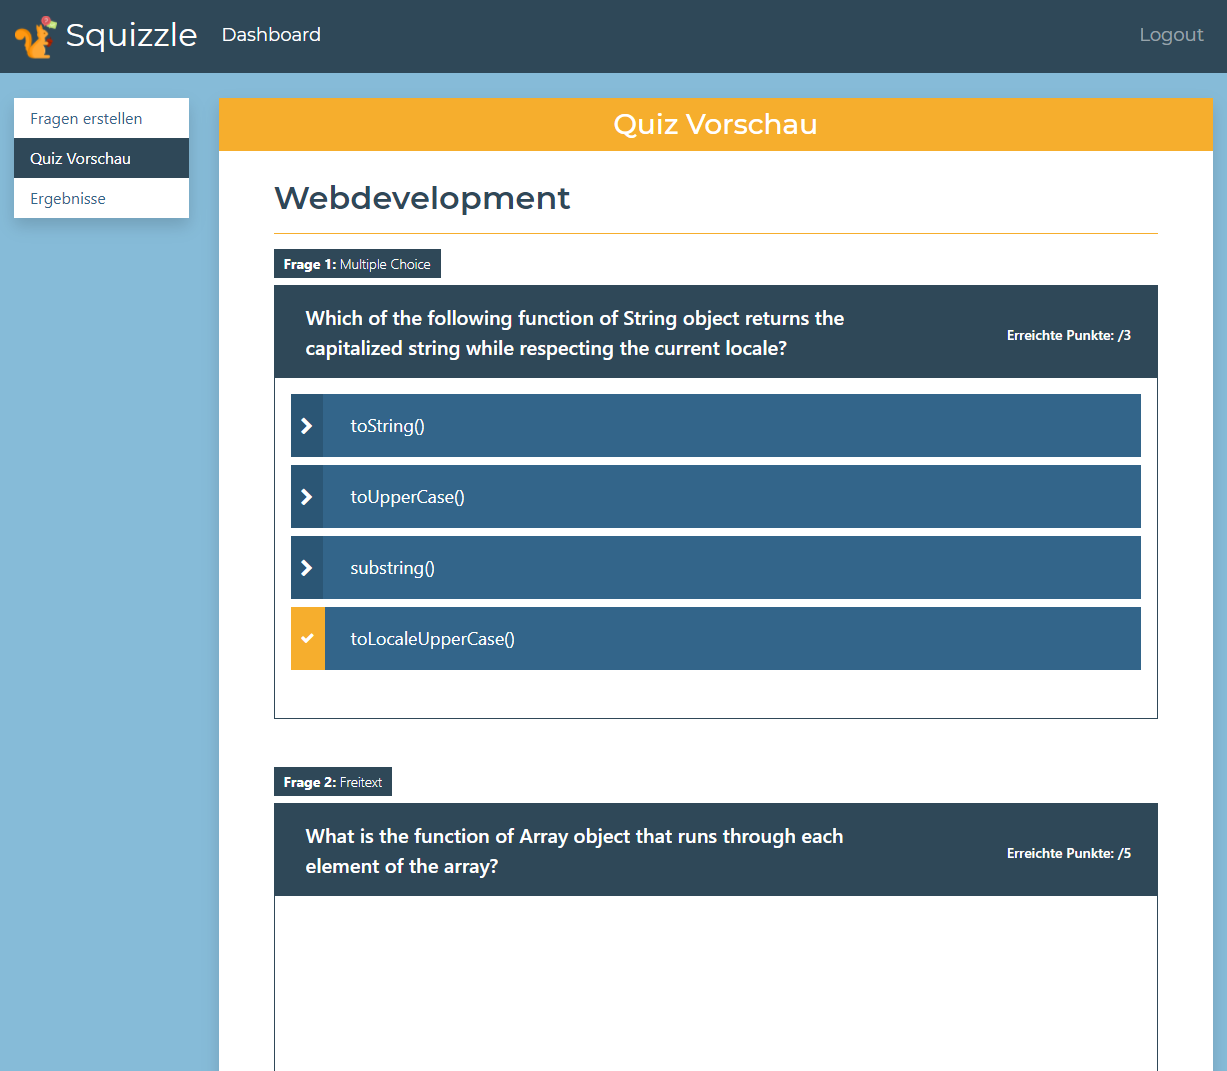 Squizzle
Dashboard
Logout
Fragen erstellen
Quiz Vorschau
Ergebnisse
Quiz Vorschau
Webdevelopment
Frage 1: Multiple Choice
Which of the following function of String object returns the
capitalized string while respecting the current locale?
Erreichte Punkte: /3
toString()
toUpperCase()
substring()
toLocaleUpperCase()
Frage 2: Freitext
What is the function of Array object that runs through each
element of the array?
Erreichte Punkte: /5